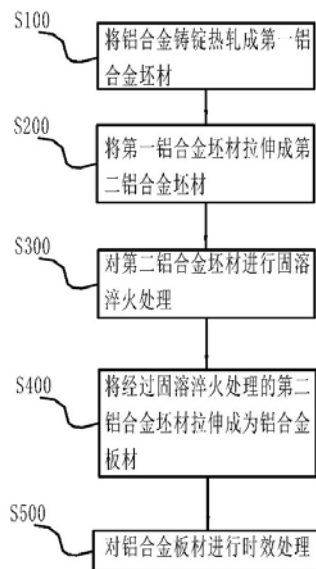 S100
将铝合金铸锭热轧成第一铝
合金坯材
S200
将第一铝合金坯材拉伸成第
二铝合金坯材
S300
对第二铝合金坯材进行固溶
淬火处理
S400
将经过固溶淬火处理的第二
铝合金坯材拉伸成为铝合金
板材
S500
对铝合金板材进行时效处理